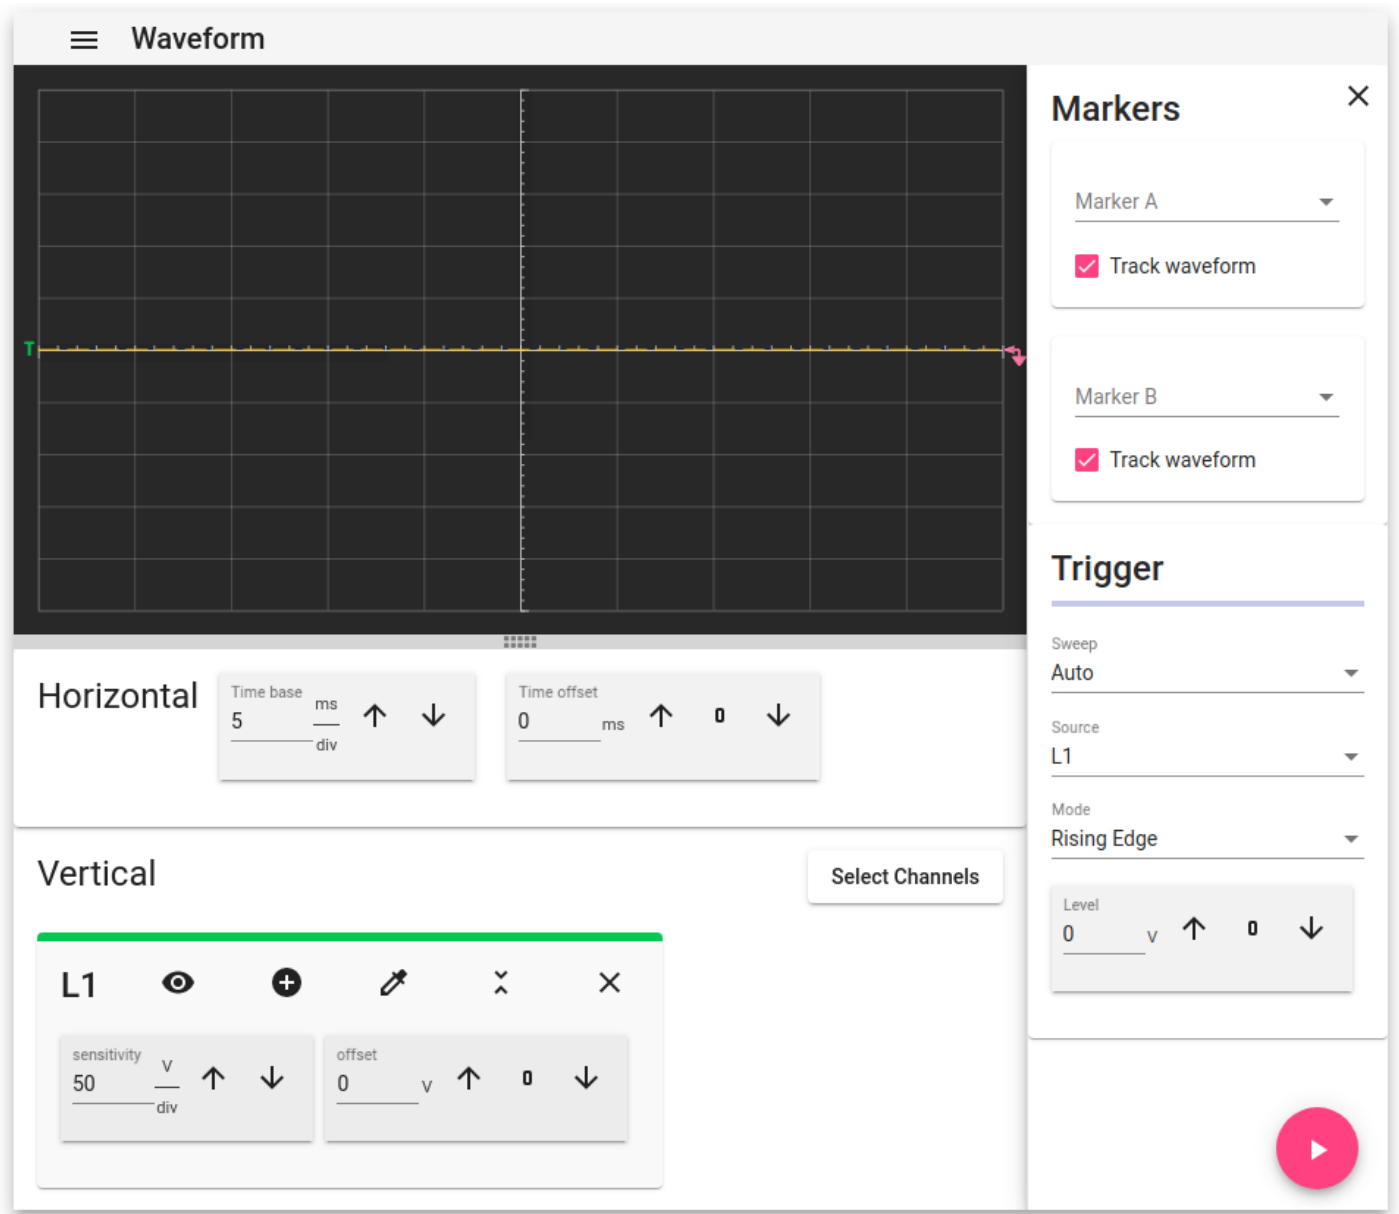 Waveform
Markers
Marker A
Track waveform
T
Marker B
Track waveform
Trigger
Sweep
Auto
Source
L1
Mode
Rising Edge
Level
0 V 0
Horizontal
Time base
5 ms
div
Time offset
0 ms 0
Vertical
Select Channels
L1
sensitivity
50 V
div
offset
0 V 0